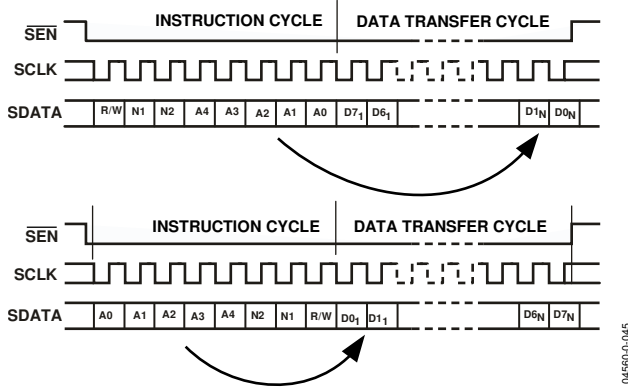 INSTRUCTION CYCLE DATA TRANSFER CYCLE
SEN
SCLK
SDATA R/W N1 N2 A4 A3 A2 A1 A0 D71 D61 D1N D0N
INSTRUCTION CYCLE DATA TRANSFER CYCLE
SEN
SCLK
SDATA A0 A1 A2 A3 A4 N2 N1 R/W D01 D11 D6N D7N
04560-0-045